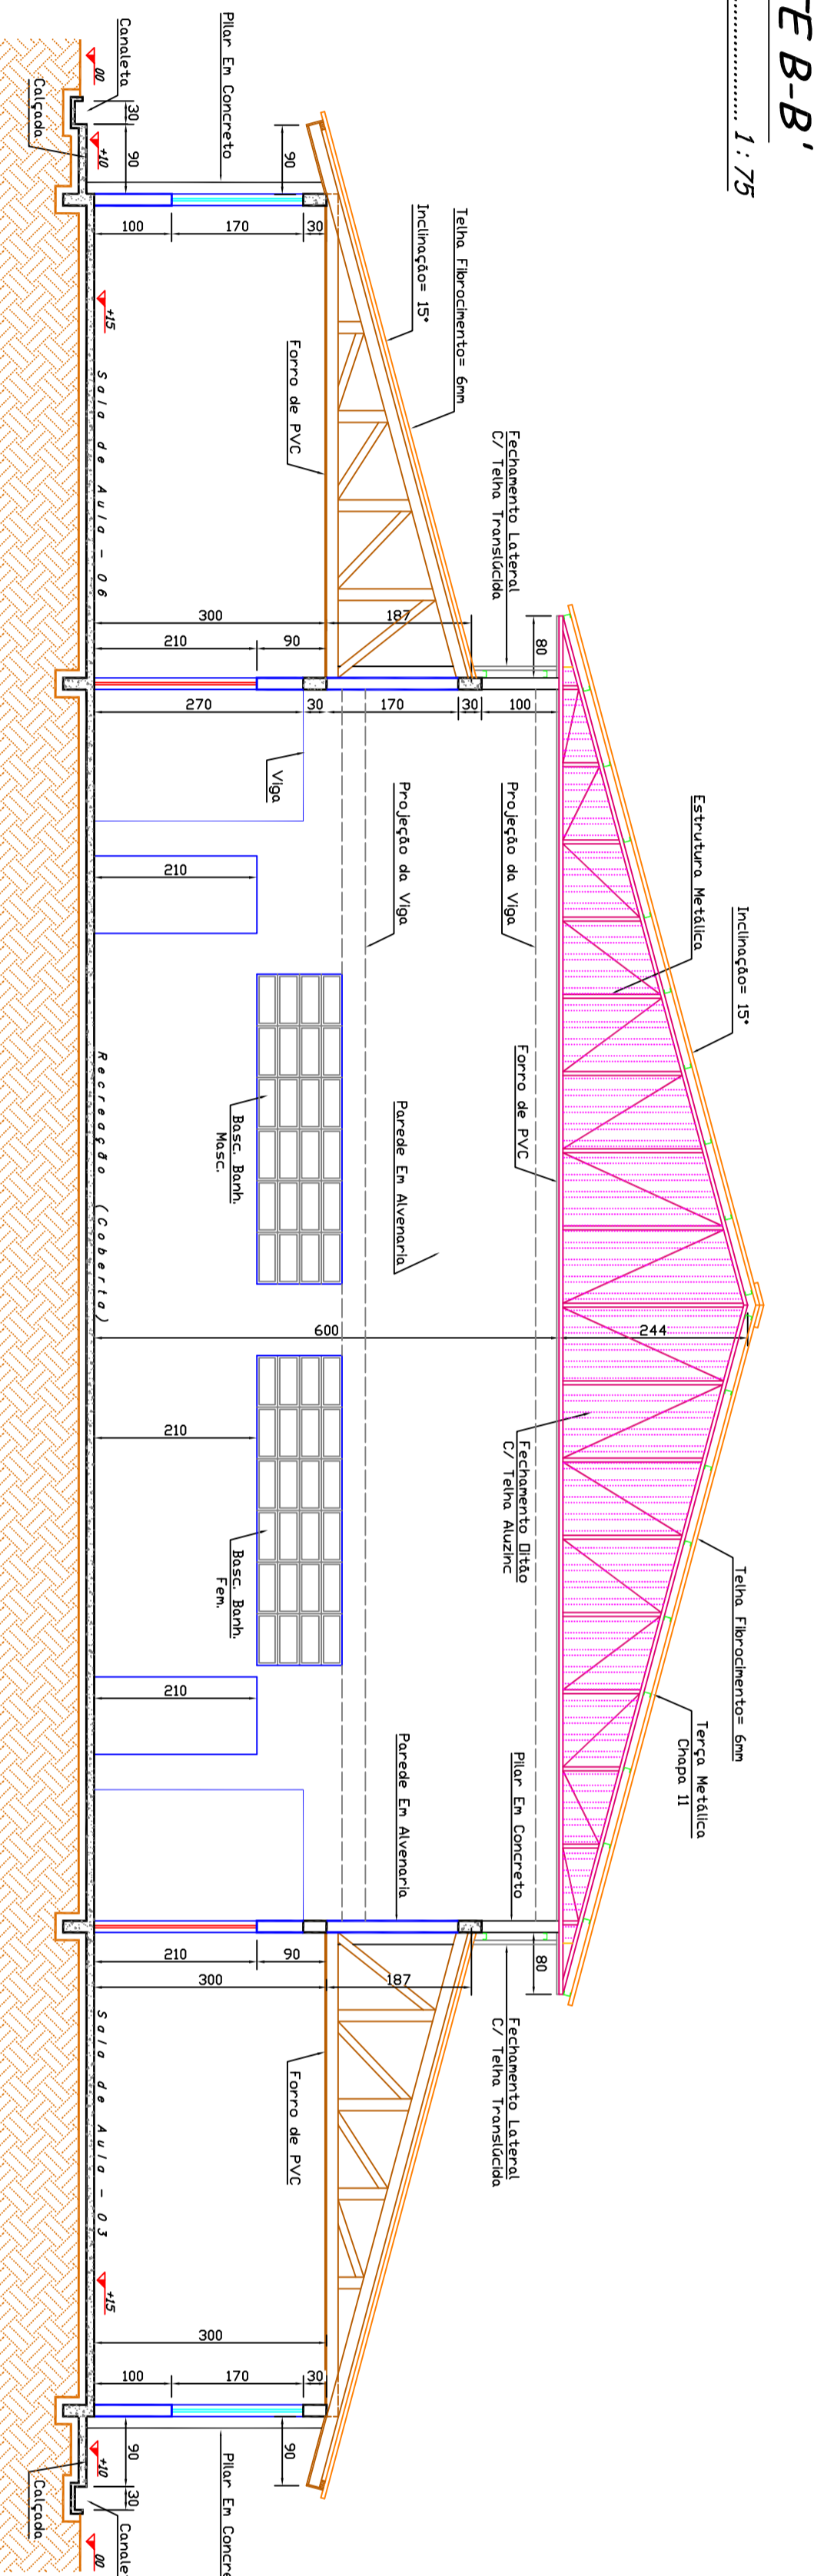 TE B-B'
.................... 1:75
Inclinação= 15°
Estrutura Metálica
Telha Fibrocimento= 6mm
Terça Metálica
Chapa 11
244
Telha Fibrocimento= 6mm
Inclinação= 15°
Fechamento Lateral
C/ Telha Translúcida
80
Projeção da Viga
Forro de PVC
Fechamento Oitão
C/ Telha Aluzinc
Pilar Em Concreto
80
Fechamento Lateral
C/ Telha Translúcida
100
30
187
170
30
270
Projeção da Viga
Parede Em Alvenaria
600
Parede Em Alvenaria
187
Pilar Em Concreto
90
Forro de PVC
300
90
210
Viga
Basc. Banh.
Masc.
Basc. Banh.
Fem.
90
210
300
Forro de PVC
90
Pilar Em Concre
30
170
100
210
210
210
300
30
170
100
Canaleta
30
90
90
30
Canale
00
+10
+15
Sala de Aula - 06
Recreação (Coberta)
Sala de Aula - 03
+15
+10
00
Calçada
Calçada